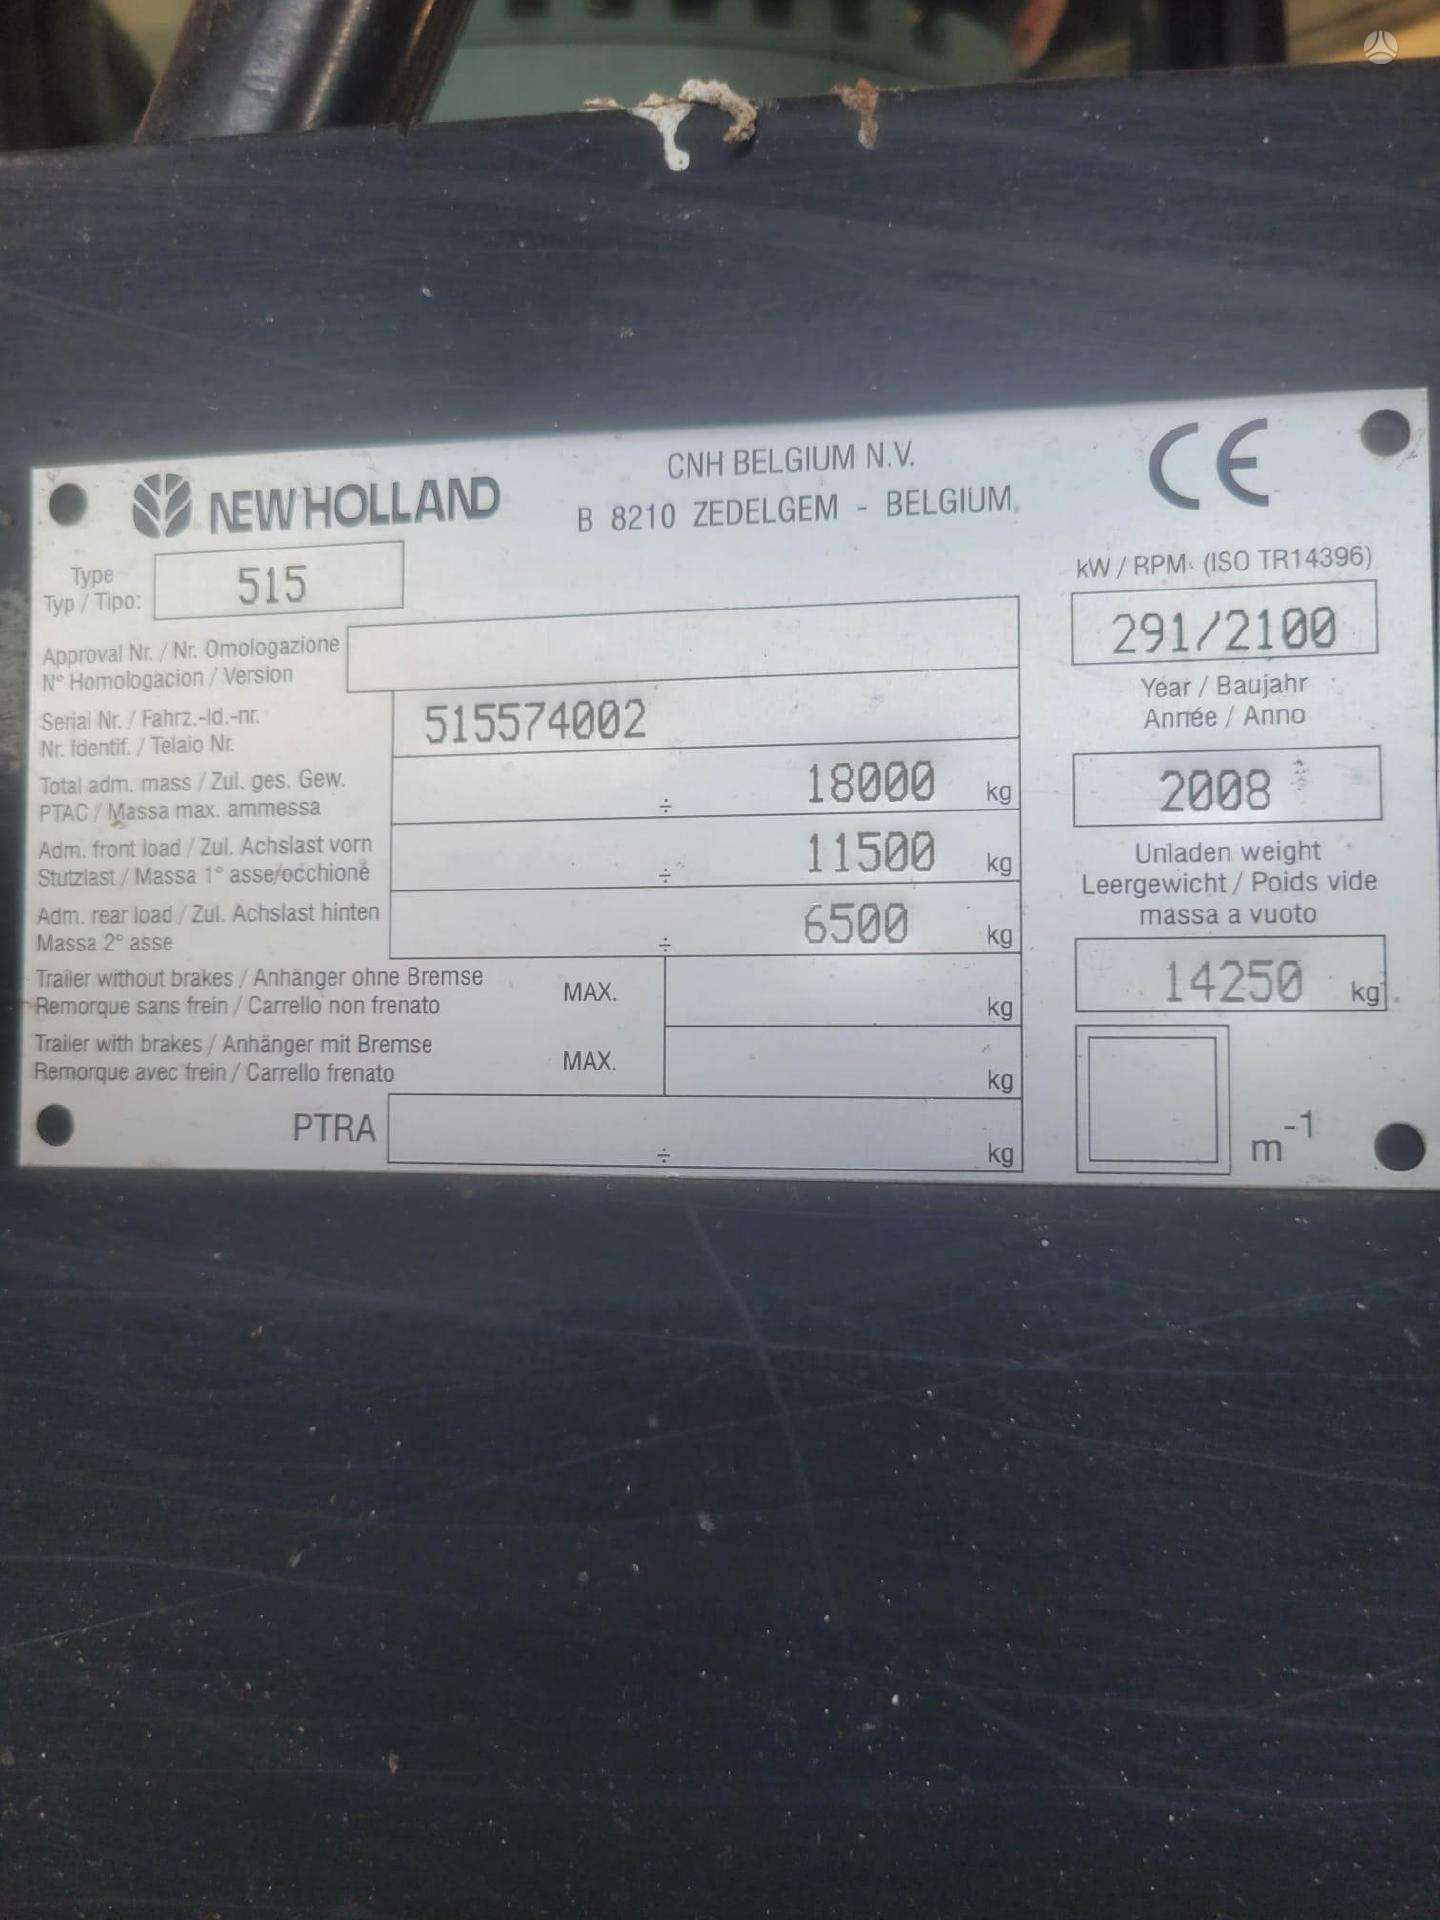 NEW HOLLAND
CNH BELGIUM N.V.
B 8210 ZEDELGEM - BELGIUM
CE
Type
Typ / Tipo:
515
Approval Nr. / Nr. Omologazione
N° Homologacion / Version
Serial Nr. / Fahrz.-Id.-nr.
Nr. Identif. / Telaio Nr.
515574002
Total adm. mass / Zul. ges. Gew.
PTAC / Massa max. ammessa
÷ 18000 kg
Adm. front load / Zul. Achslast vorn
Stutzlast / Massa 1° asse/occhione
÷ 11500 kg
Adm. rear load / Zul. Achslast hinten
Massa 2° asse
÷ 6500 kg
Trailer without brakes / Anhänger ohne Bremse
Remorque sans frein / Carrello non frenato
MAX. kg
Trailer with brakes / Anhänger mit Bremse
Remorque avec frein / Carrello frenato
MAX. kg
PTRA ÷ kg
kW / RPM (ISO TR14396)
291/2100
Year / Baujahr
Année / Anno
2008
Unladen weight
Leergewicht / Poids vide
massa a vuoto
14250 kg
m-1